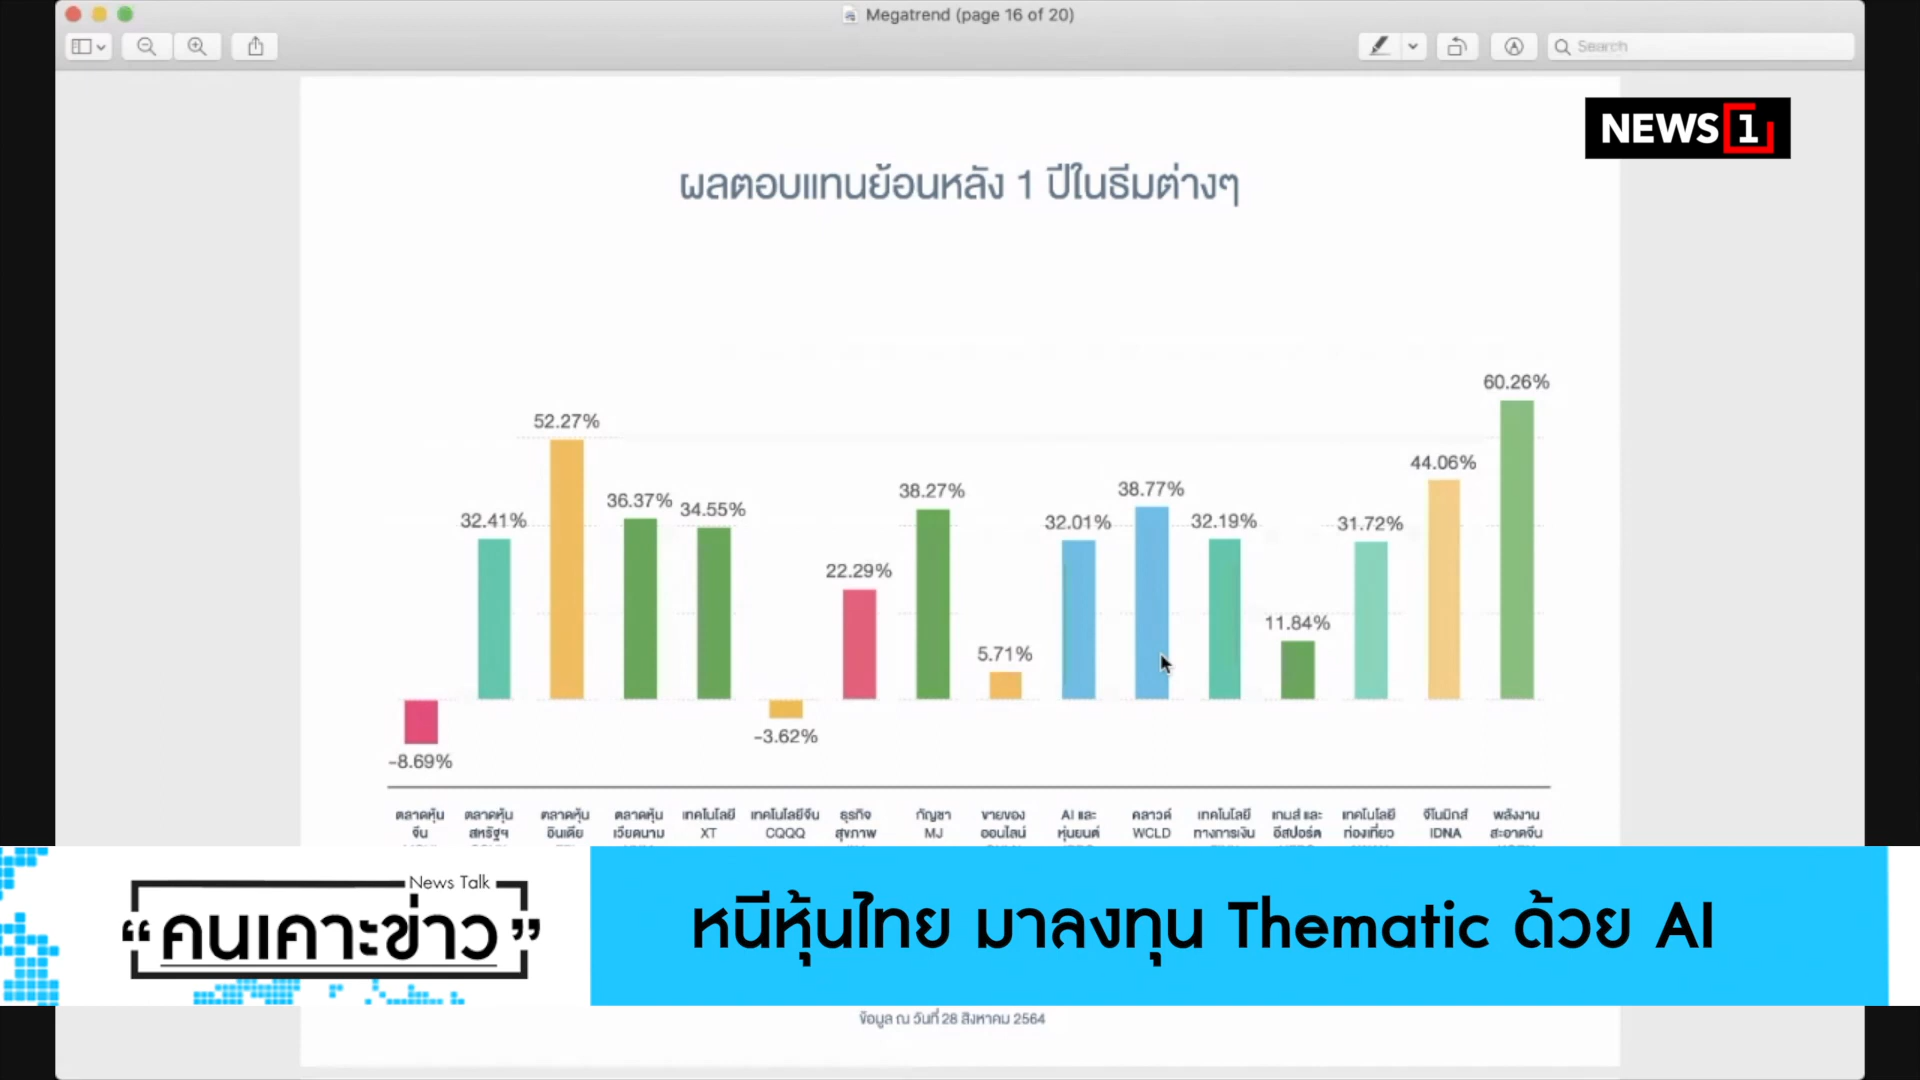 Megatrend (page 16 of 20)
Search
NEWS 1
ผลตอบแทนย้อนหลัง 1 ปีในธีมต่างๆ
60.26%
52.27%
44.06%
38.27%
38.77%
36.37%
34.55%
32.41%
32.01%
32.19%
31.72%
22.29%
11.84%
5.71%
-3.62%
-8.69%
ตลาดหุ้น จีน
ตลาดหุ้น สหรัฐฯ
ตลาดหุ้น อินเดีย
ตลาดหุ้น เวียดนาม
เทคโนโลยี XT
เทคโนโลยีจีน CQQQ
ธุรกิจ สุขภาพ
กัญชา MJ
ขายของ ออนไลน์
AI และ หุ่นยนต์
คลาวด์ WCLD
เทคโนโลยี ทางการเงิน
เกมส์ และ อีสปอร์ต
เทคโนโลยี ท่องเที่ยว
จีโนมิกส์ IDNA
พลังงาน สะอาดจีน
News Talk
“คนเคาะข่าว”
หนีหุ้นไทย มาลงทุน Thematic ด้วย AI
ข้อมูล ณ วันที่ 28 สิงหาคม 2564